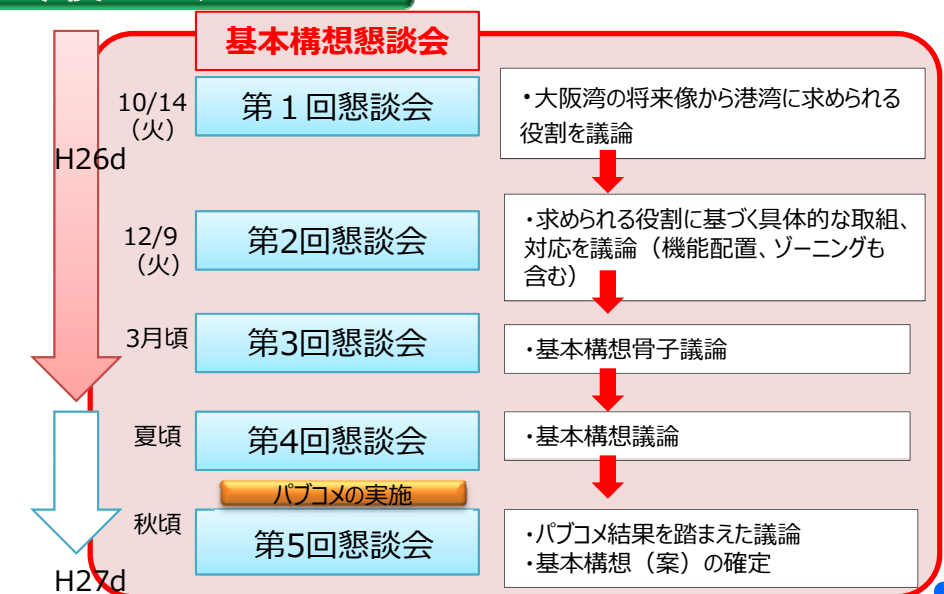 基本構想懇談会
10/14
（火）
第１回懇談会
・大阪湾の将来像から港湾に求められる
役割を議論
H26d
12/9
（火）
第2回懇談会
・求められる役割に基づく具体的な取組、
対応を議論（機能配置、ゾーニングも
含む）
3月頃
第3回懇談会
・基本構想骨子議論
夏頃
第4回懇談会
・基本構想議論
パブコメの実施
秋頃
第5回懇談会
・パブコメ結果を踏まえた議論
・基本構想（案）の確定
H27d